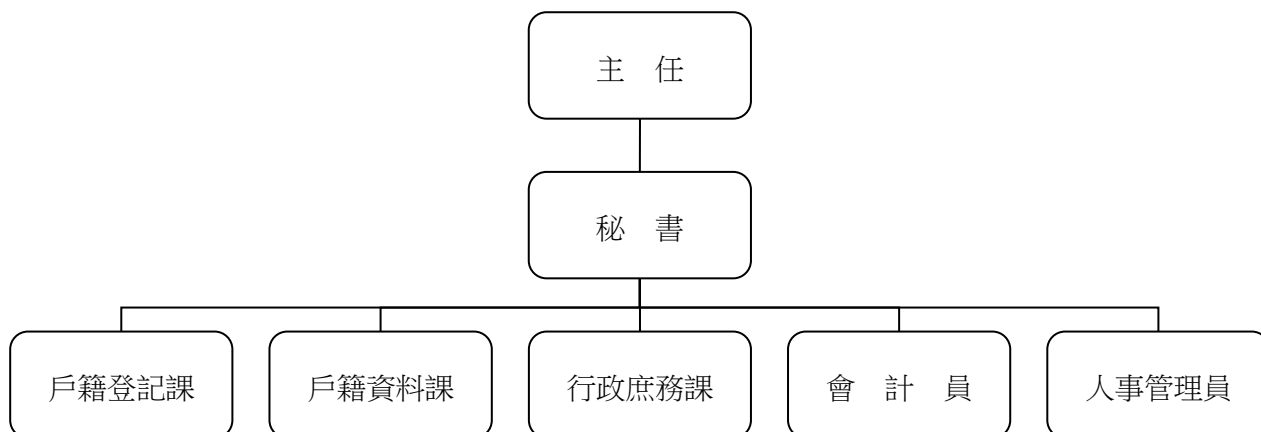 主　任
秘　書
戶籍登記課
戶籍資料課
行政庶務課
會　計　員
人事管理員